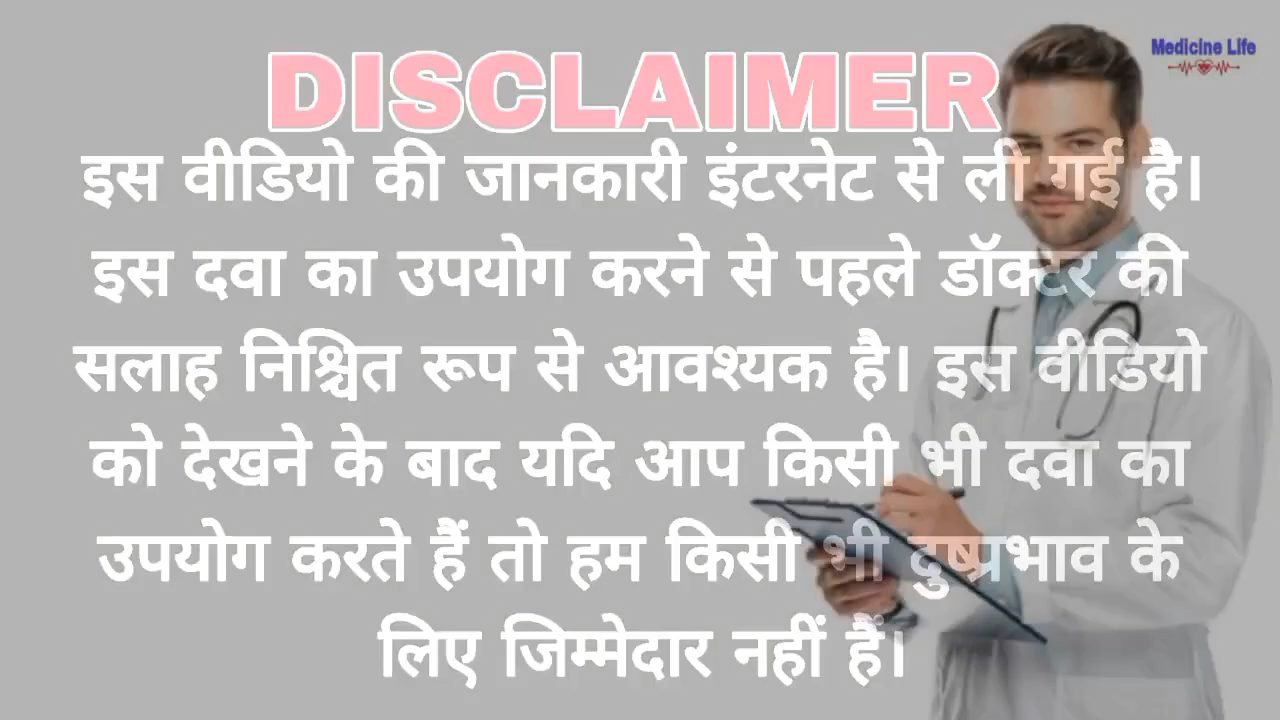 Medicine Life
DISCLAIMER
इस वीडियो की जानकारी इंटरनेट से ली गई है।
इस दवा का उपयोग करने से पहले डॉक्टर की
सलाह निश्चित रूप से आवश्यक है। इस वीडियो
को देखने के बाद यदि आप किसी भी दवा का
उपयोग करते हैं तो हम किसी भी दुष्प्रभाव के
लिए जिम्मेदार नहीं हैं।